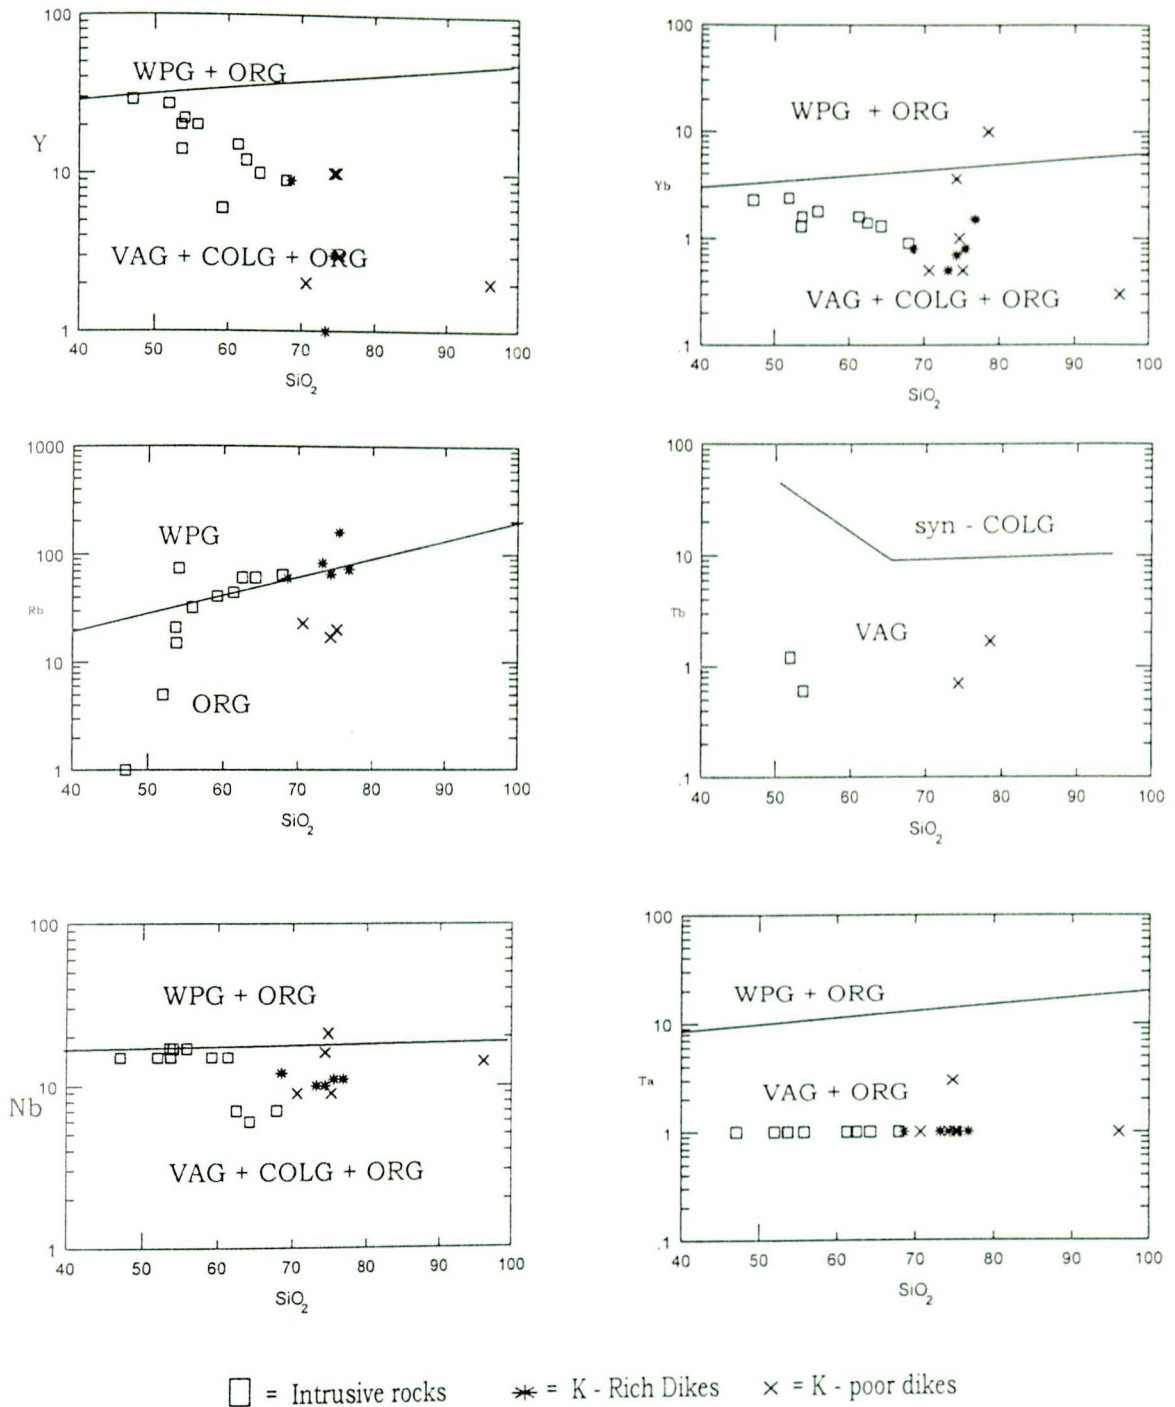 100
WPG + ORG
Y
10
VAG + COLG + ORG
1
40 50 60 70 80 90 100
SiO2
100
WPG + ORG
10
Yb
1
VAG + COLG + ORG
.1
40 50 60 70 80 90 100
SiO2
1000
WPG
100
Rb
10
ORG
1
40 50 60 70 80 90 100
SiO2
100
syn - COLG
10
Tb
VAG
1
.1
40 50 60 70 80 90 100
SiO2
100
WPG + ORG
10
Nb
VAG + COLG + ORG
1
40 50 60 70 80 90 100
SiO2
100
WPG + ORG
10
Ta
VAG + ORG
1
.1
40 50 60 70 80 90 100
SiO2
□ = Intrusive rocks ✳ = K - Rich Dikes × = K - poor dikes